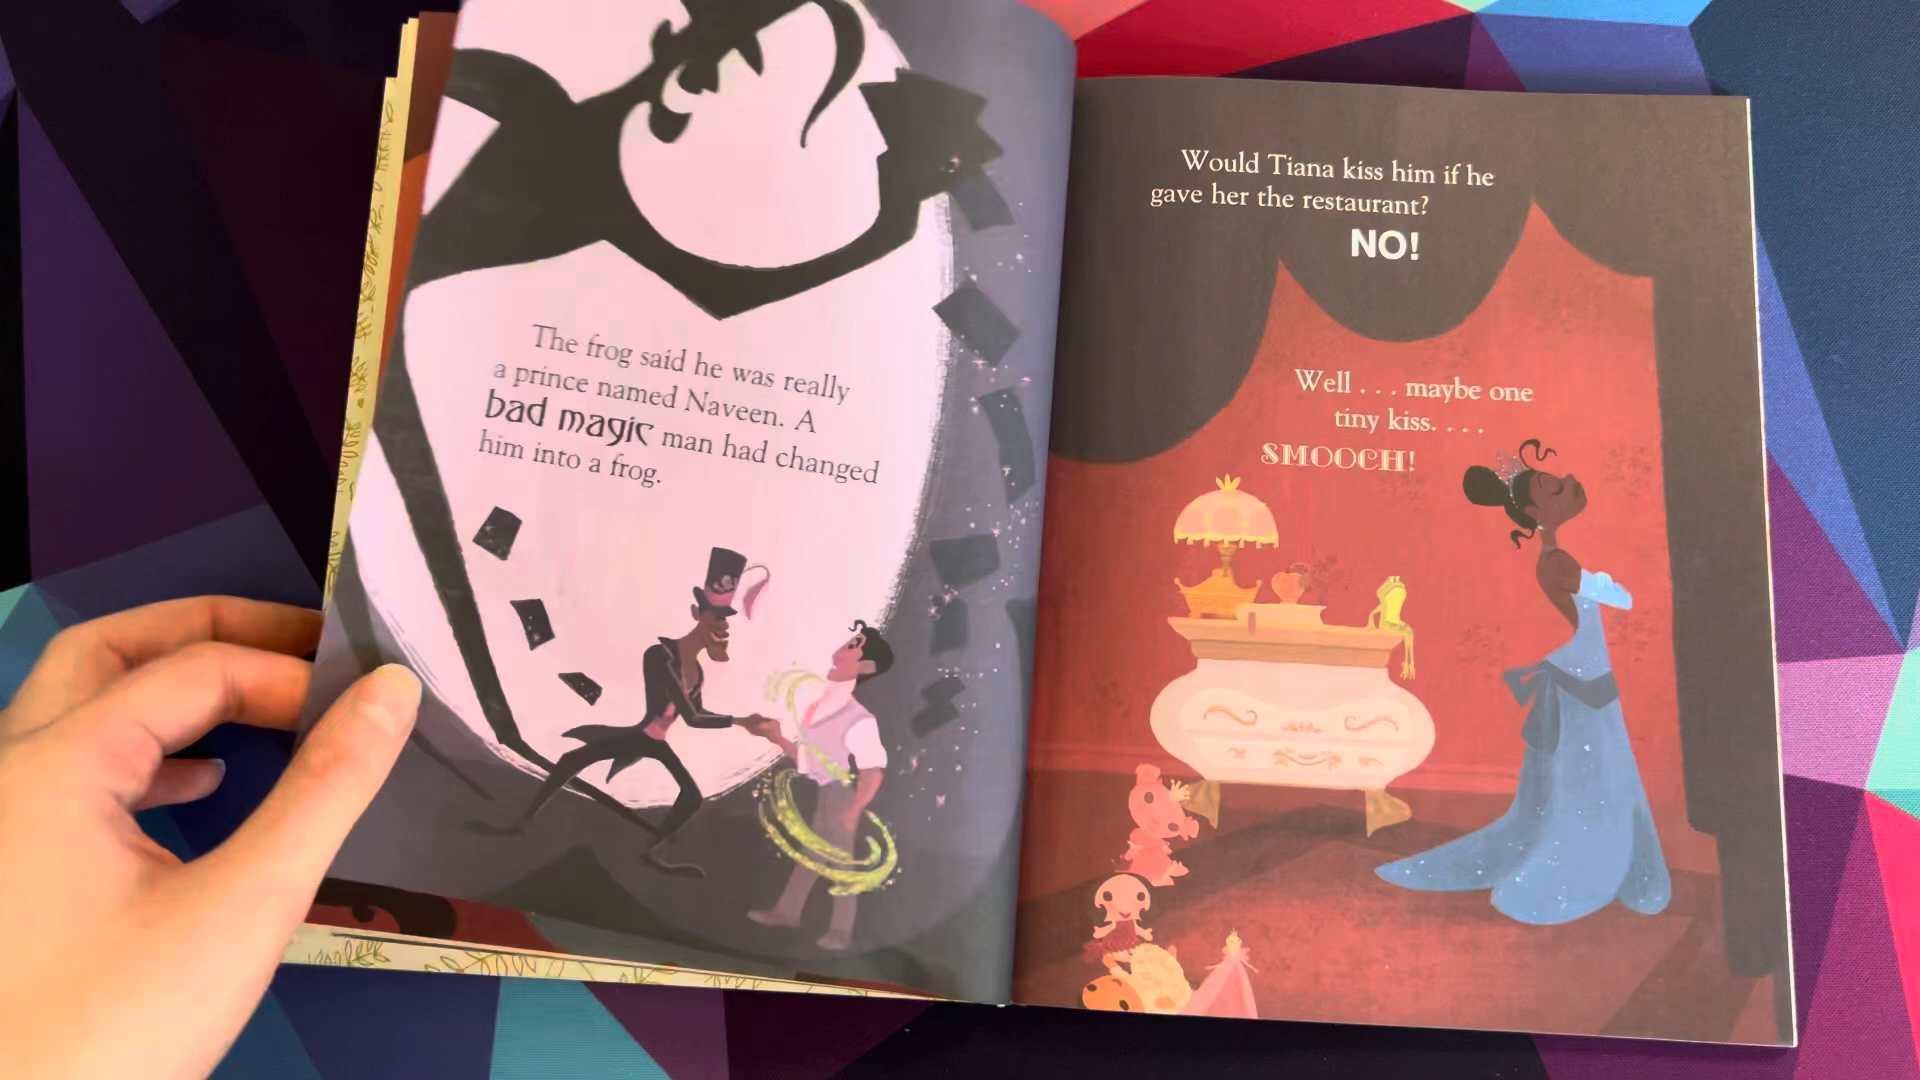 The frog said he was really
a prince named Naveen. A
bad magic man had changed
him into a frog.
Would Tiana kiss him if he
gave her the restaurant?
NO!
Well . . . maybe one
tiny kiss. . . .
SMOOCH!